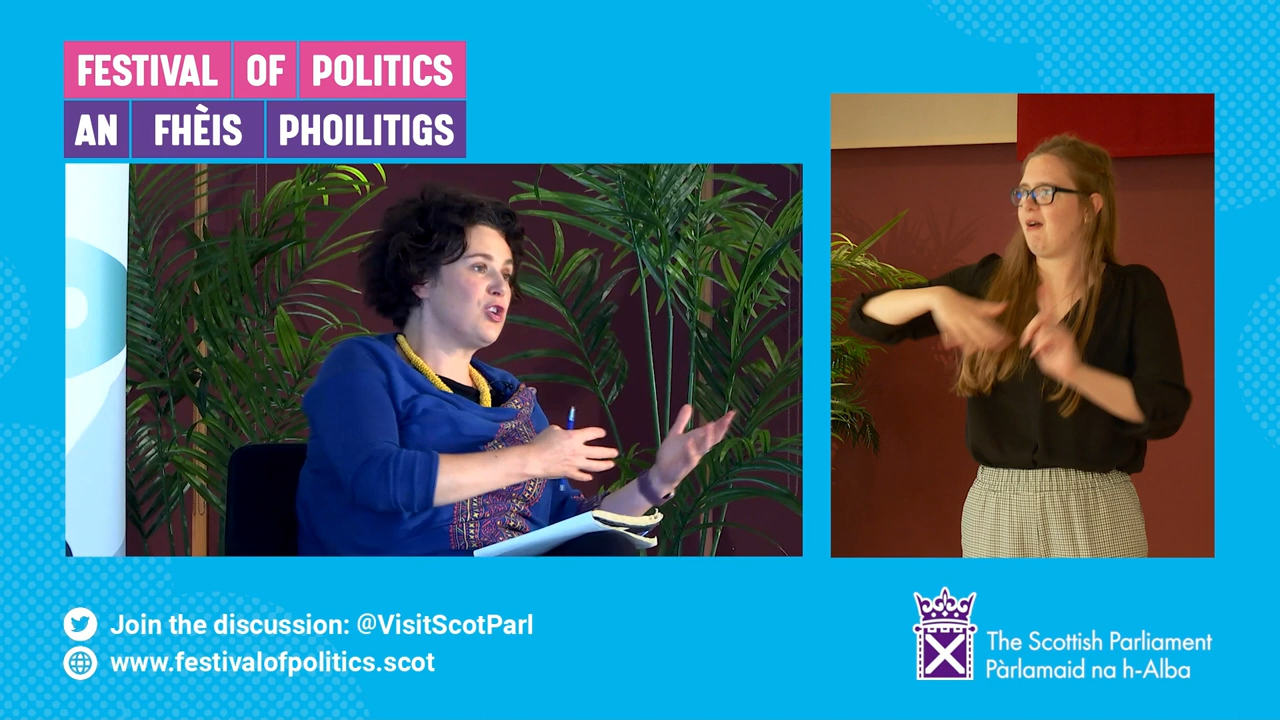 FESTIVAL OF POLITICS
AN FHÈIS PHOILITIGS
Join the discussion: @VisitScotParl
www.festivalofpolitics.scot
The Scottish Parliament
Pàrlamaid na h-Alba